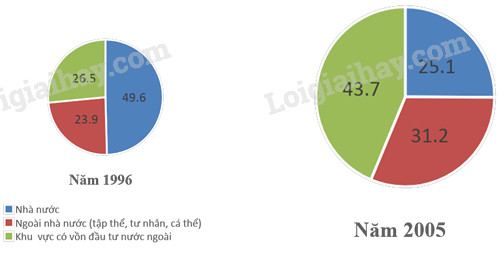 26.5
49.6
23.9
Năm 1996
Nhà nước
Ngoài nhà nước (tập thể, tư nhân, cá thể)
Khu vực có vồn đầu tư nước ngoài
25.1
43.7
31.2
Năm 2005
Loigiaihay.com
Loigiaihay.com